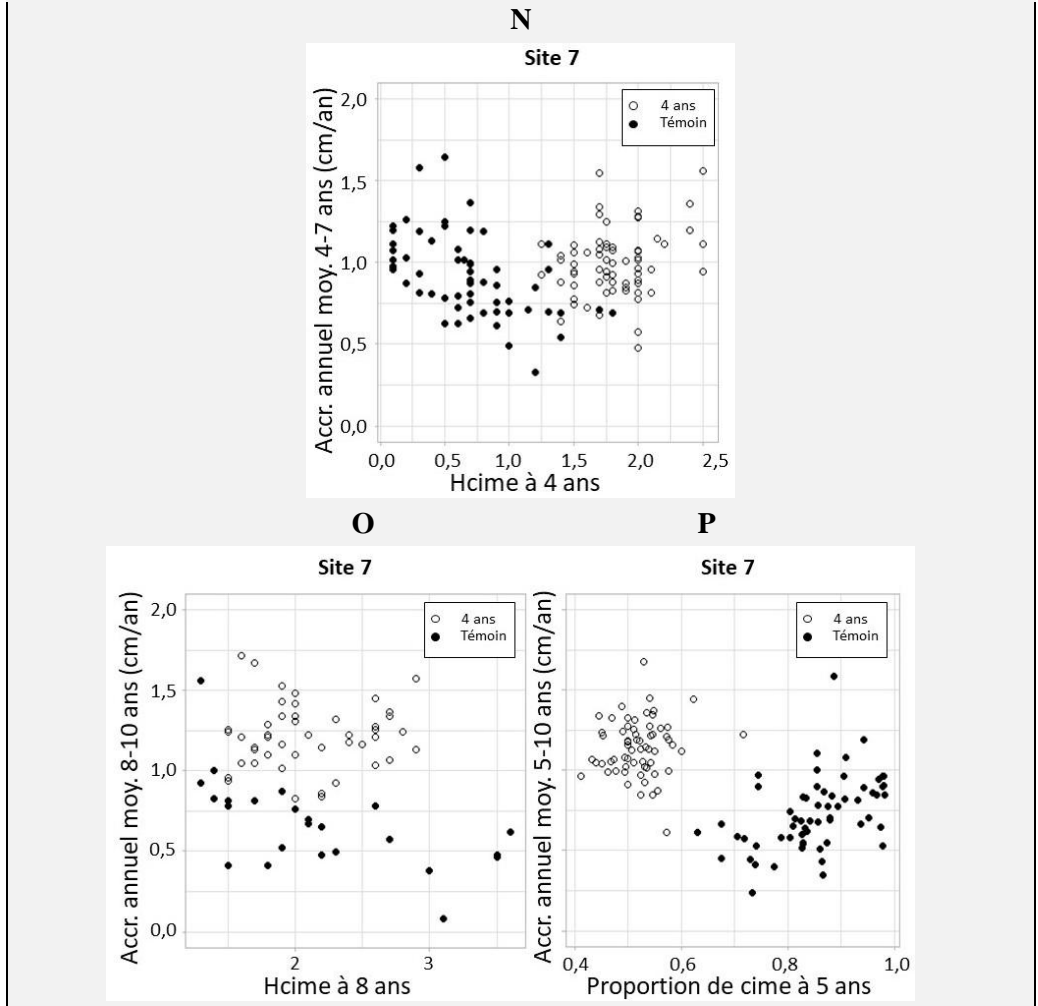 N
Site 7
Accr. annuel moy. 4-7 ans (cm/an)
2,0
1,5
1,0
0,5
0,0
4 ans
Témoin
0,0 0,5 1,0 1,5 2,0 2,5
Hcime à 4 ans
O P
Site 7
Accr. annuel moy. 8-10 ans (cm/an)
2,0
1,5
1,0
0,5
0,0
4 ans
Témoin
2 3
Hcime à 8 ans
Site 7
Accr. annuel moy. 5-10 ans (cm/an)
4 ans
Témoin
0,4 0,6 0,8 1,0
Proportion de cime à 5 ans